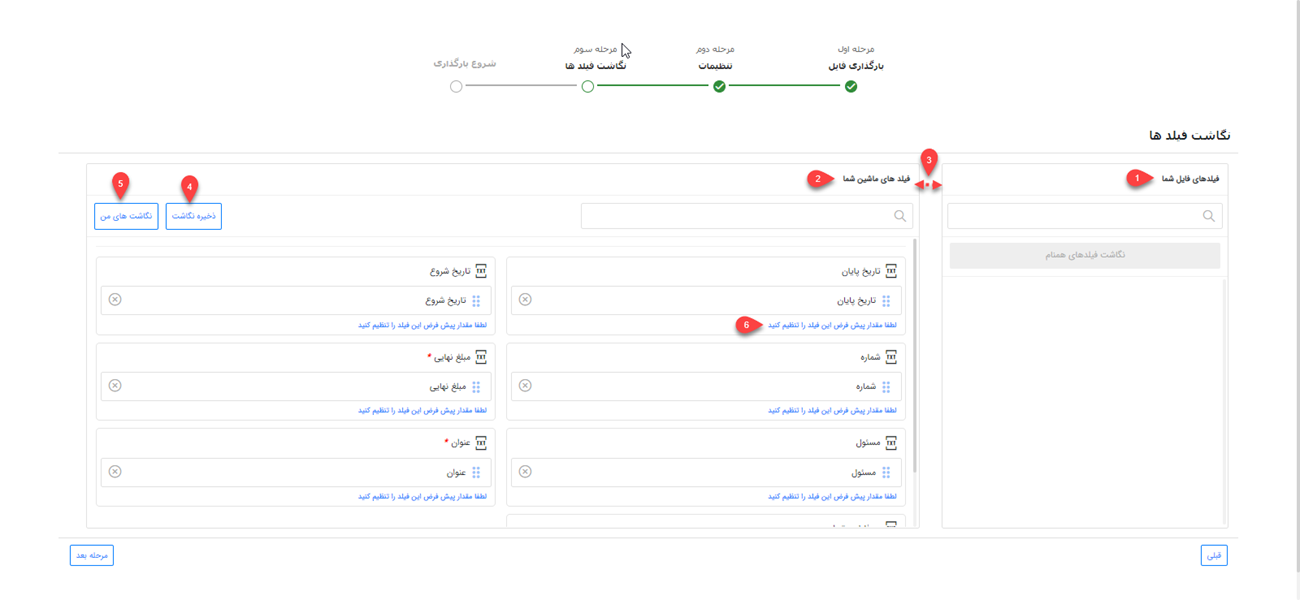 مرحله اول
بارگذاری فایل
مرحله دوم
تنظیمات
مرحله سوم
نگاشت فیلد ها
شروع بارگذاری
نگاشت فیلد ها
فیلدهای فایل شما
1
3
نگاشت فیلدهای همنام
فیلد های ماشین شما
2
4
ذخیره نگاشت
5
نگاشت های من
TXT تاریخ پایان
تاریخ پایان
لطفا مقدار پیش فرض این فیلد را تنظیم کنید
6
TXT تاریخ شروع
تاریخ شروع
لطفا مقدار پیش فرض این فیلد را تنظیم کنید
TXT شماره
شماره
لطفا مقدار پیش فرض این فیلد را تنظیم کنید
TXT مبلغ نهایی *
مبلغ نهایی
لطفا مقدار پیش فرض این فیلد را تنظیم کنید
TXT مسئول
مسئول
لطفا مقدار پیش فرض این فیلد را تنظیم کنید
TXT عنوان *
عنوان
لطفا مقدار پیش فرض این فیلد را تنظیم کنید
قبلی
مرحله بعد